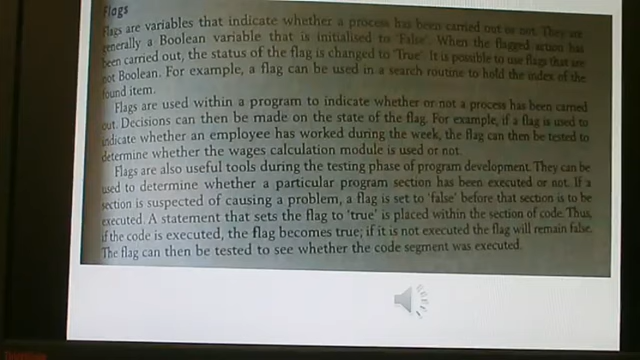 Flags
Flags are variables that indicate whether a process has been carried out or not. They are
generally a Boolean variable that is initialised to 'False'. When the flagged action has
been carried out, the status of the flag is changed to 'True'. It is possible to use flags that are
not Boolean. For example, a flag can be used in a search routine to hold the index of the
found item.
Flags are used within a program to indicate whether or not a process has been carried
out. Decisions can then be made on the state of the flag. For example, if a flag is used to
indicate whether an employee has worked during the week, the flag can then be tested to
determine whether the wages calculation module is used or not.
Flags are also useful tools during the testing phase of program development. They can be
used to determine whether a particular program section has been executed or not. If a
section is suspected of causing a problem, a flag is set to 'false' before that section is to be
executed. A statement that sets the flag to 'true' is placed within the section of code. Thus,
if the code is executed, the flag becomes true; if it is not executed the flag will remain false.
The flag can then be tested to see whether the code segment was executed.